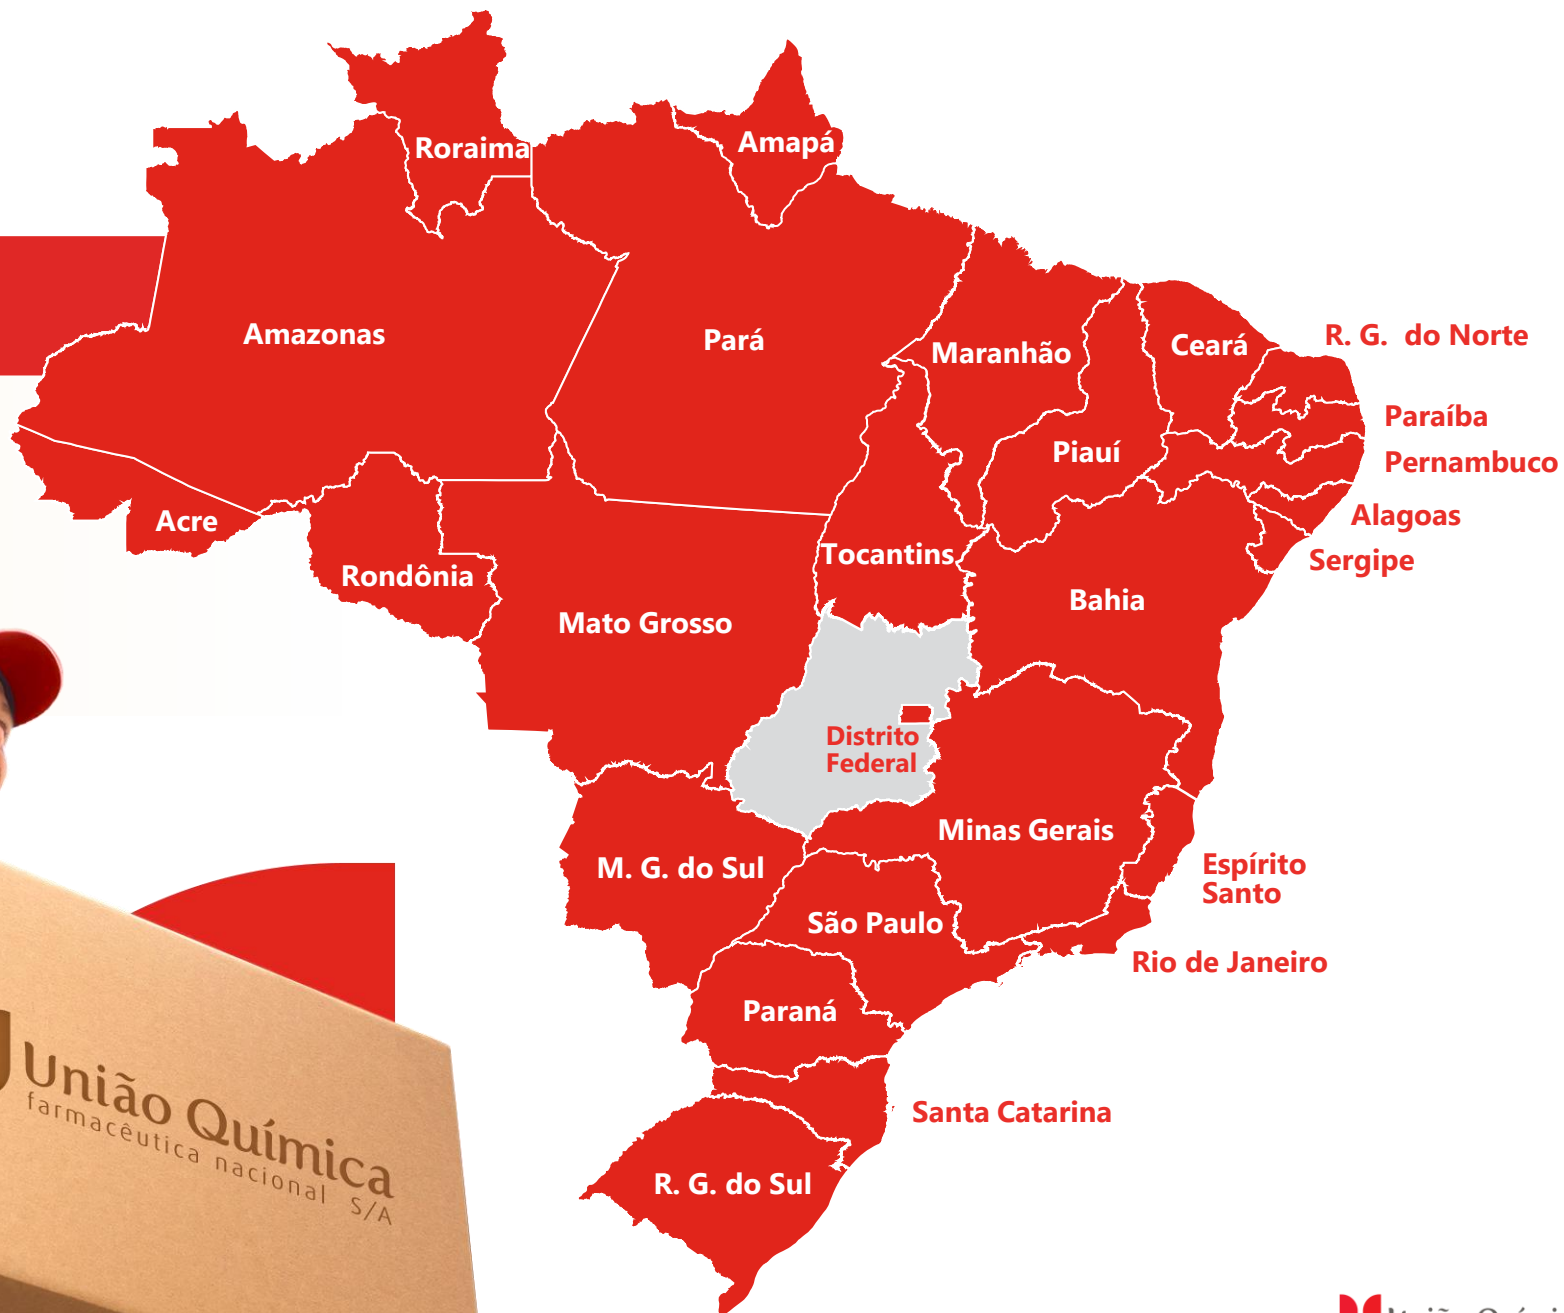 Roraima
Amapá
Amazonas
Pará
Maranhão
Ceará
R. G. do Norte
Paraíba
Piauí
Pernambuco
Acre
Alagoas
Rondônia
Tocantins
Sergipe
Mato Grosso
Bahia
Distrito
Federal
M. G. do Sul
Minas Gerais
Espírito
Santo
São Paulo
Rio de Janeiro
Paraná
Santa Catarina
R. G. do Sul
União Química
farmacêutica nacional S/A